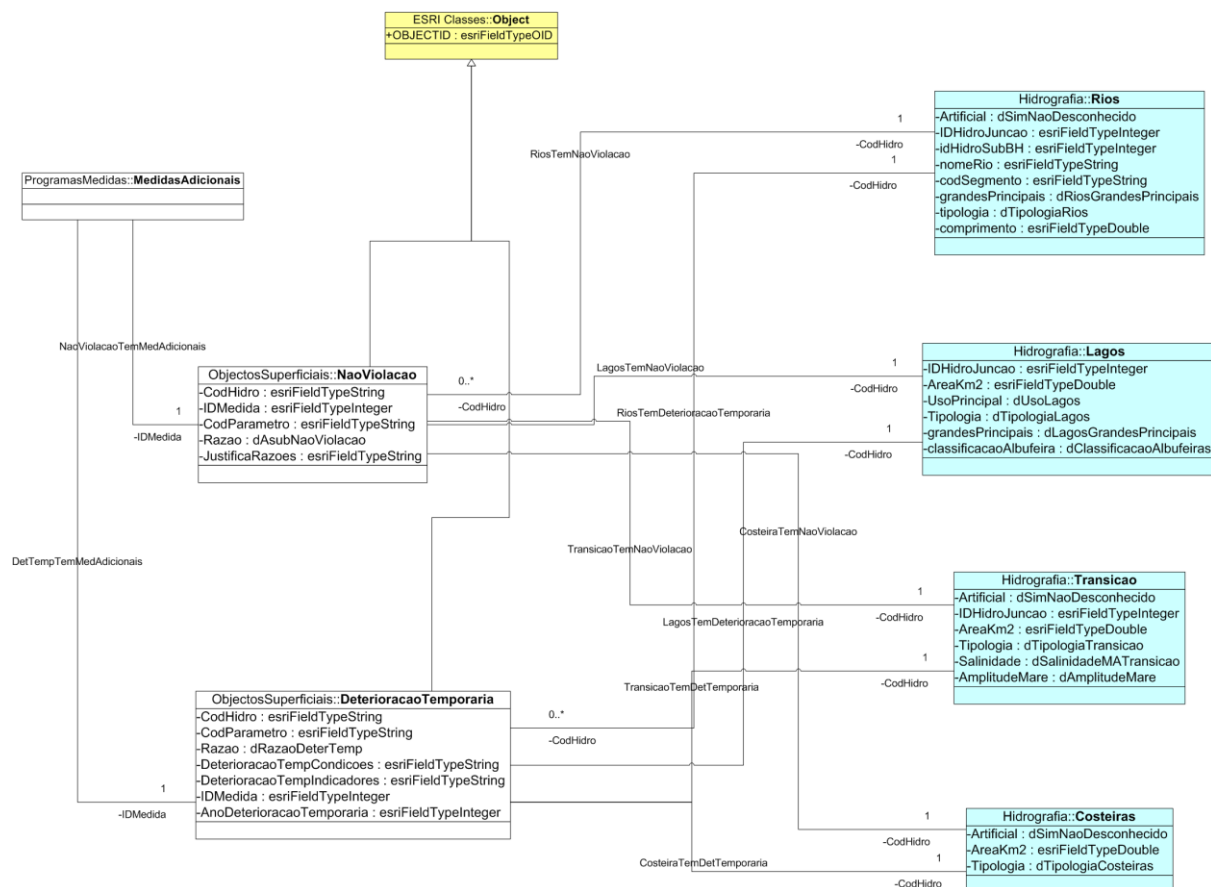 ESRI Classes::Object
+OBJECTID : esriFieldTypeOID
Hidrografia::Rios
-Artificial : dSimNaoDesconhecido
-IDHidroJuncao : esriFieldTypeInteger
-idHidroSubBH : esriFieldTypeInteger
-nomeRio : esriFieldTypeString
-codSegmento : esriFieldTypeString
-grandesPrincipais : dRiosGrandesPrincipais
-tipologia : dTipologiaRios
-comprimento : esriFieldTypeDouble
1
-CodHidro
RiosTemNaoViolacao
1
-CodHidro
ProgramasMedidas::MedidasAdicionais
NaoViolacaoTemMedAdicionais
1
-IDMedida
ObjectosSuperficiais::NaoViolacao
-CodHidro : esriFieldTypeString
-IDMedida : esriFieldTypeInteger
-CodParametro : esriFieldTypeString
-Razao : dAsubNaoViolacao
-JustificaRazoes : esriFieldTypeString
0..*
-CodHidro
LagosTemNaoViolacao
1
-CodHidro
RiosTemDeterioracaoTemporaria
1
-CodHidro
Hidrografia::Lagos
-IDHidroJuncao : esriFieldTypeInteger
-AreaKm2 : esriFieldTypeDouble
-UsoPrincipal : dUsoLagos
-Tipologia : dTipologiaLagos
-grandesPrincipais : dLagosGrandesPrincipais
-classificacaoAlbufeira : dClassificacaoAlbufeiras
CosteiraTemNaoViolacao
TransicaoTemNaoViolacao
DetTempTemMedAdicionais
1
-CodHidro
LagosTemDeterioracaoTemporaria
1
-CodHidro
TransicaoTemDetTemporaria
Hidrografia::Transicao
-Artificial : dSimNaoDesconhecido
-IDHidroJuncao : esriFieldTypeInteger
-AreaKm2 : esriFieldTypeDouble
-Tipologia : dTipologiaTransicao
-Salinidade : dSalinidadeMATransicao
-AmplitudeMare : dAmplitudeMare
ObjectosSuperficiais::DeterioracaoTemporaria
-CodHidro : esriFieldTypeString
-CodParametro : esriFieldTypeString
-Razao : dRazaoDeterTemp
-DeterioracaoTempCondicoes : esriFieldTypeString
-DeterioracaoTempIndicadores : esriFieldTypeString
-IDMedida : esriFieldTypeInteger
-AnoDeterioracaoTemporaria : esriFieldTypeInteger
0..*
-CodHidro
1
-IDMedida
1
-CodHidro
CosteiraTemDetTemporaria
1
-CodHidro
Hidrografia::Costeiras
-Artificial : dSimNaoDesconhecido
-AreaKm2 : esriFieldTypeDouble
-Tipologia : dTipologiaCosteiras